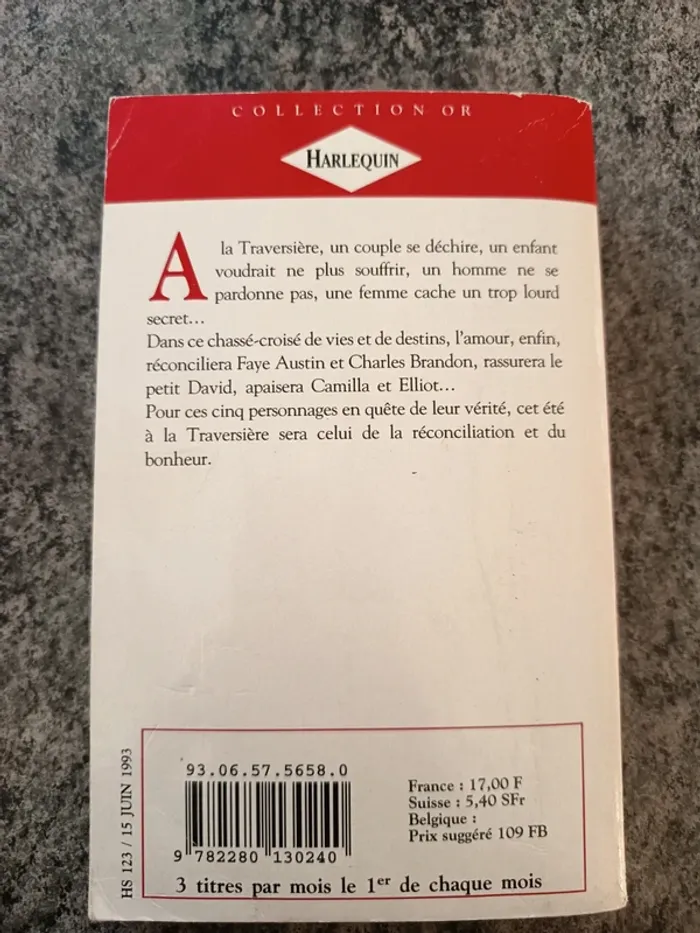 COLLECTION OR
HARLEQUIN
A la Traversière, un couple se déchire, un enfant
voudrait ne plus souffrir, un homme ne se
pardonne pas, une femme cache un trop lourd
secret...
Dans ce chassé-croisé de vies et de destins, l'amour, enfin,
réconciliera Faye Austin et Charles Brandon, rassurera le
petit David, apaisera Camilla et Elliot...
Pour ces cinq personnages en quête de leur vérité, cet été
à la Traversière sera celui de la réconciliation et du
bonheur.
HS 123 / 15 JUIN 1993
93.06.57.5658.0
9 782280 130240
France : 17,00 F
Suisse : 5,40 SFr
Belgique :
Prix suggéré 109 FB
3 titres par mois le 1er de chaque mois